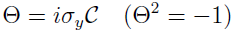 Θ = iσ_y𝒞 (Θ² = −1)